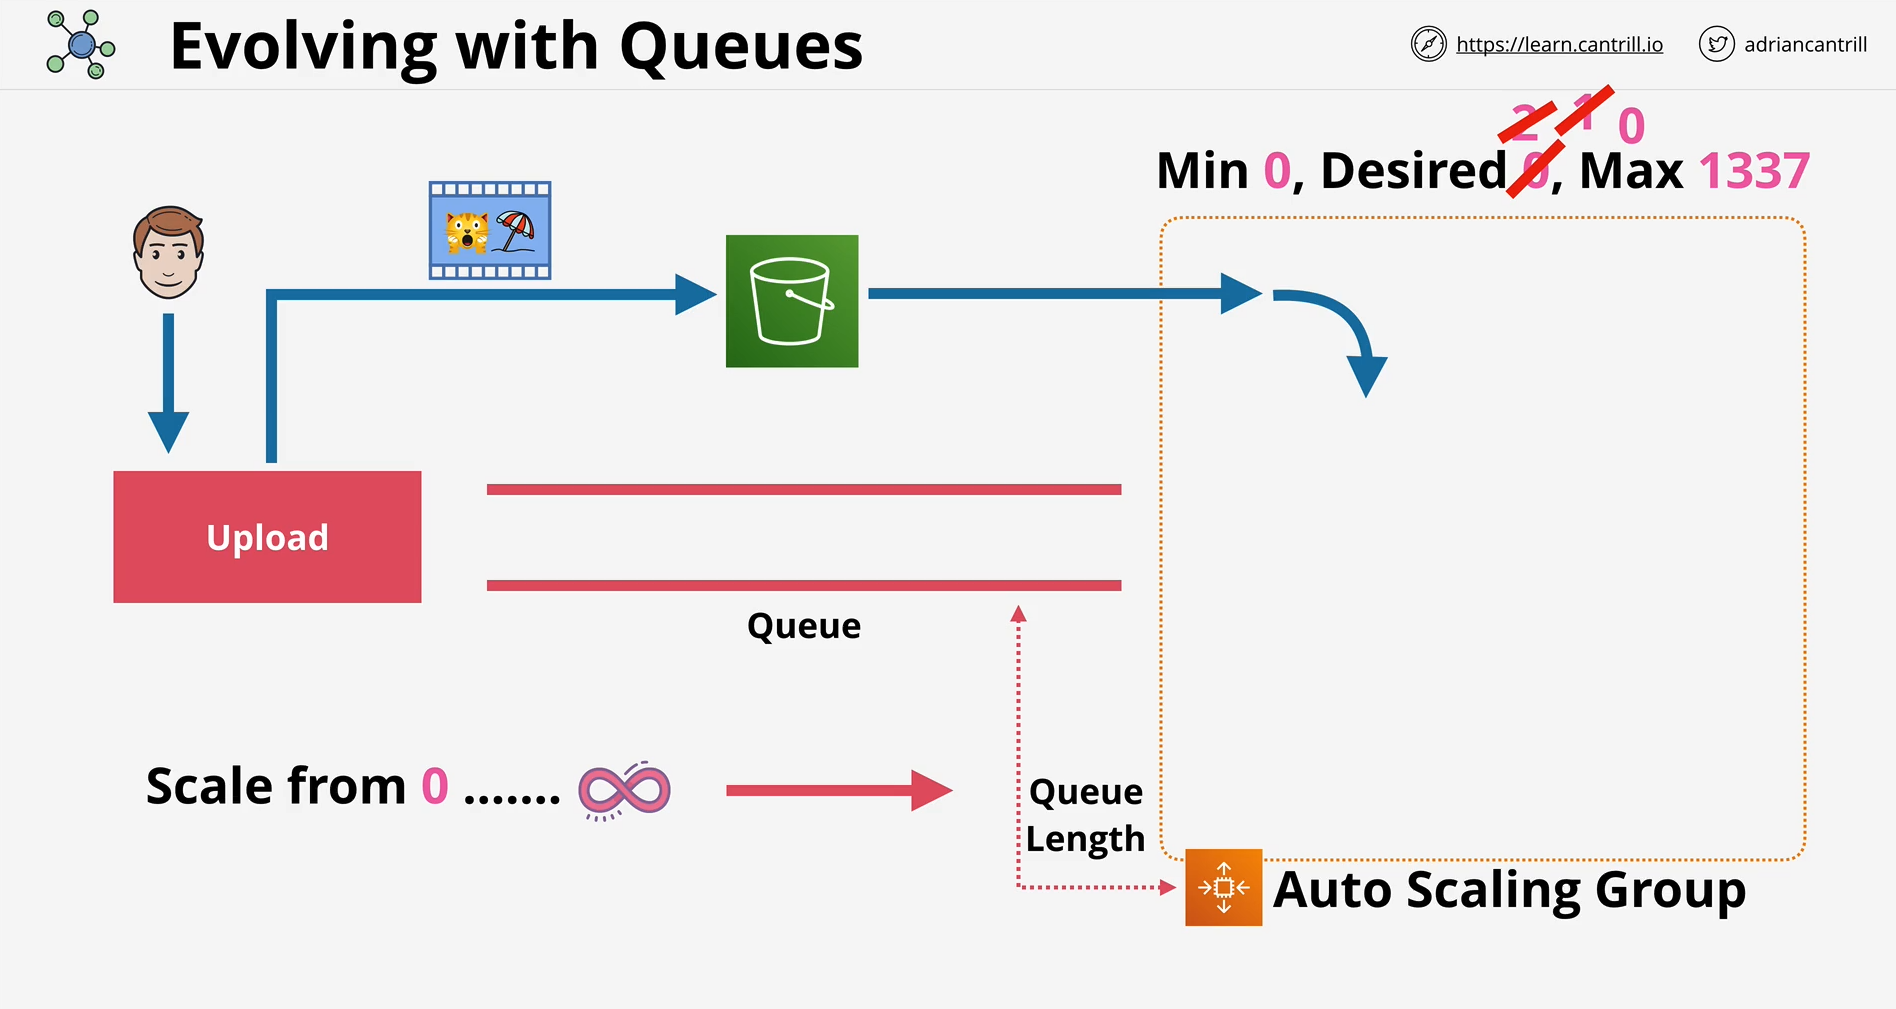 Evolving with Queues
https://learn.cantrill.io
adriancantrill
2 1 0
Min 0, Desired 0, Max 1337
Upload
Queue
Scale from 0 .......
Queue
Length
Auto Scaling Group